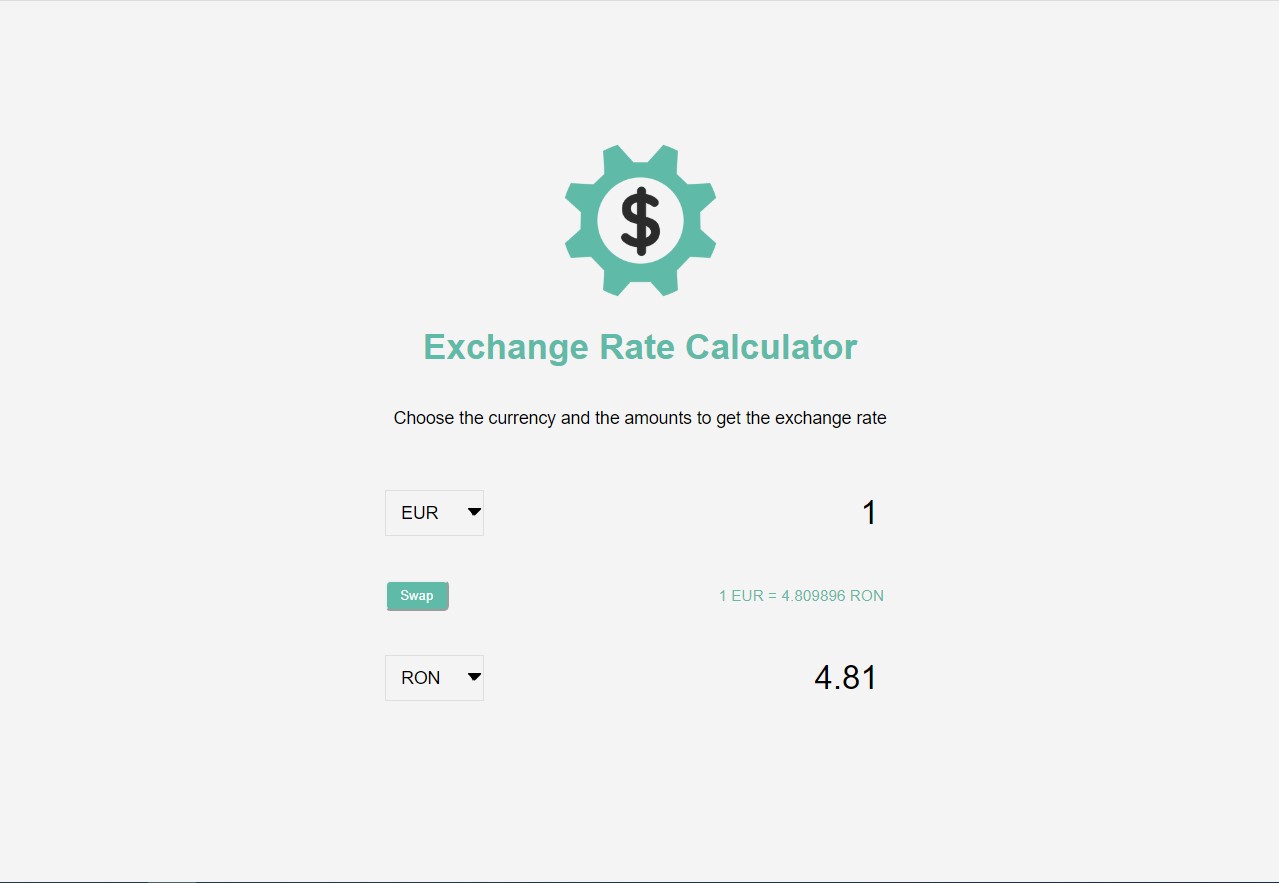 $
Exchange Rate Calculator
Choose the currency and the amounts to get the exchange rate
EUR 1
Swap 1 EUR = 4.809896 RON
RON 4.81